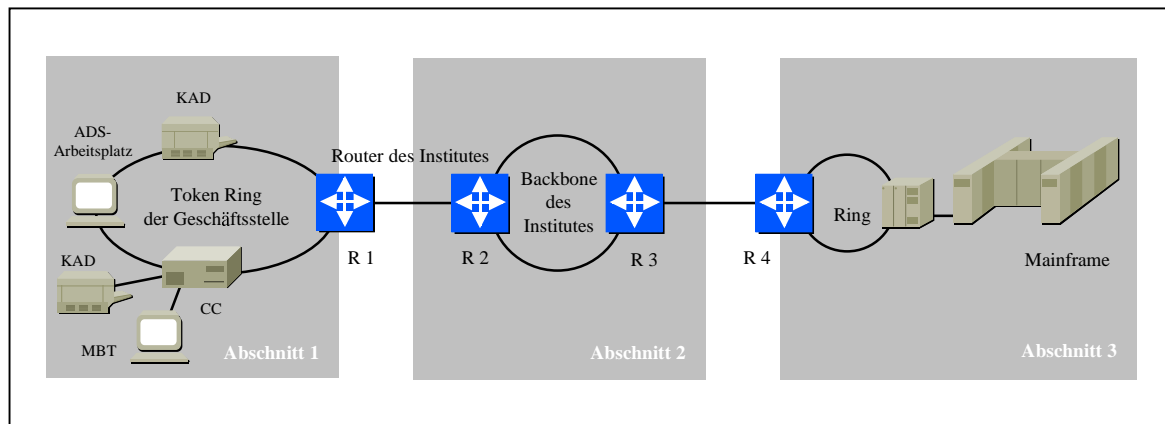 KAD
ADS-
Arbeitsplatz
Token Ring
der Geschäftsstelle
KAD
CC
MBT
Abschnitt 1
Router des Institutes
R 1
R 2
Backbone
des
Institutes
R 3
Abschnitt 2
R 4
Ring
Mainframe
Abschnitt 3